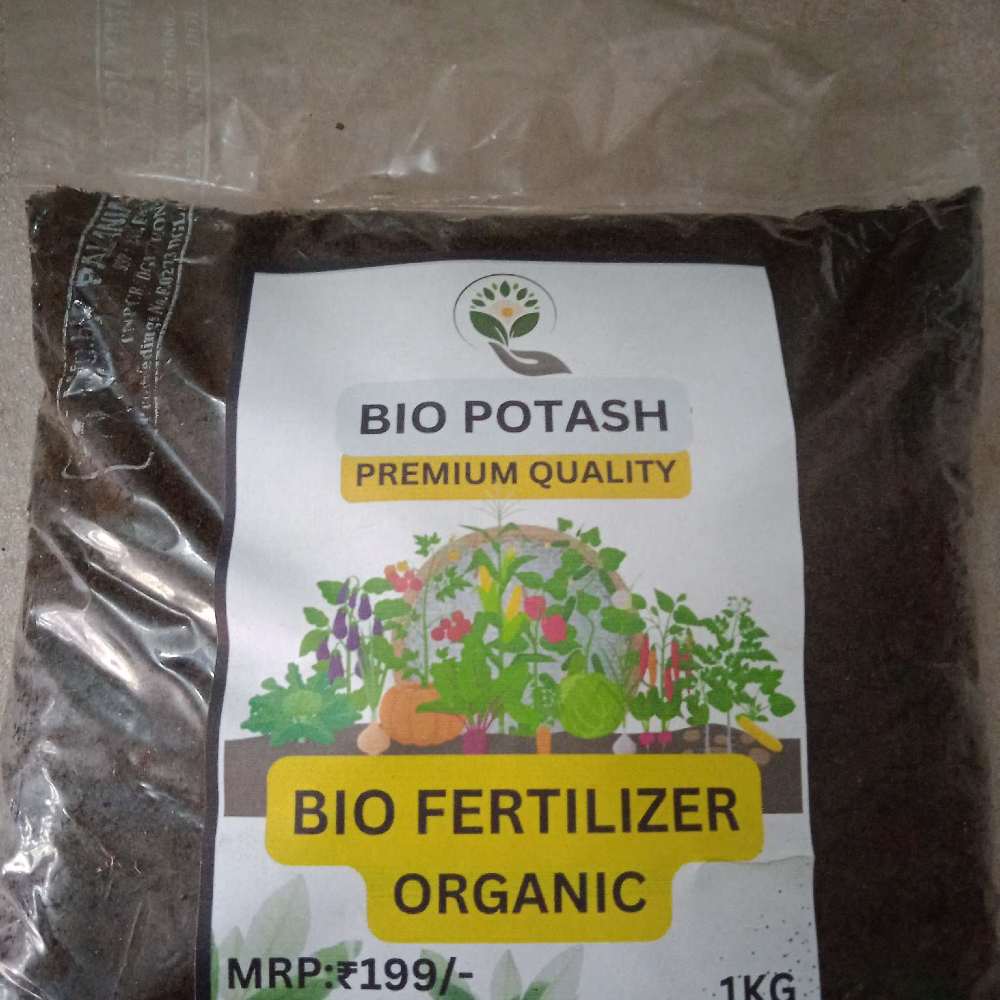 BIO POTASH
PREMIUM QUALITY
BIO FERTILIZER
ORGANIC
MRP:₹199/-
1KG